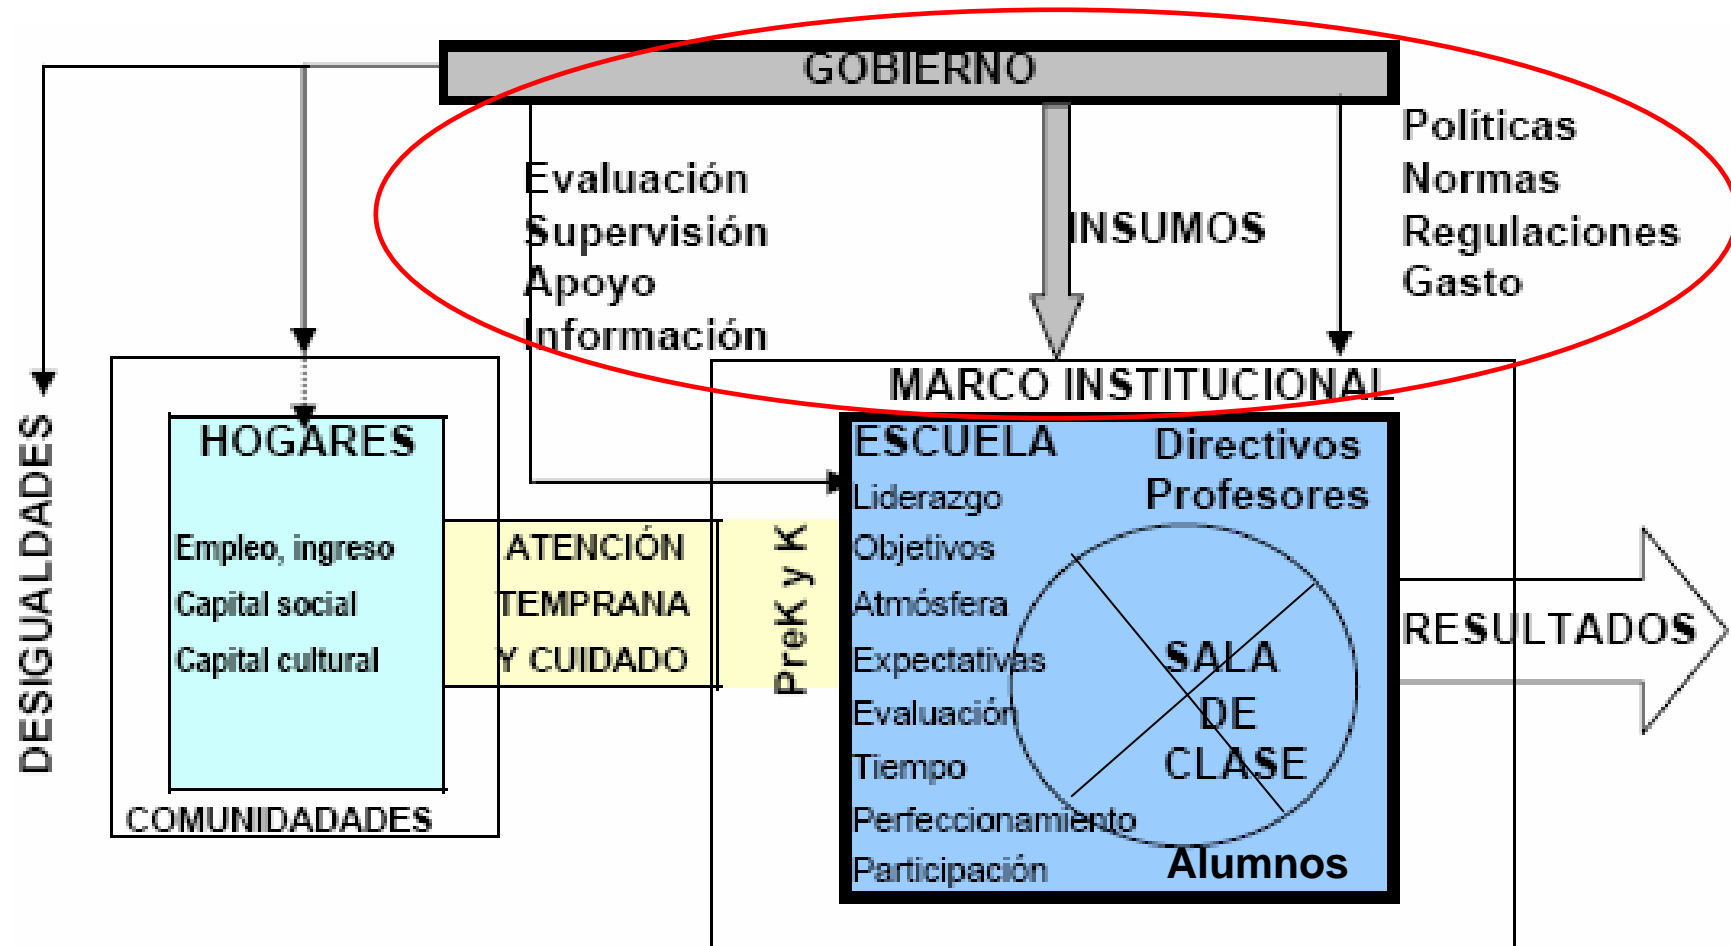 GOBIERNO
Evaluación
Supervisión
Apoyo
Información
INSUMOS
Políticas
Normas
Regulaciones
Gasto
MARCO INSTITUCIONAL
DESIGUALDADES
HOGARES
Empleo, ingreso
Capital social
Capital cultural
COMUNIDADADES
ATENCIÓN
TEMPRANA
Y CUIDADO
PreK y K
ESCUELA
Liderazgo
Objetivos
Atmósfera
Expectativas
Evaluación
Tiempo
Perfeccionamiento
Participación
Directivos
Profesores
SALA
DE
CLASE
Alumnos
RESULTADOS